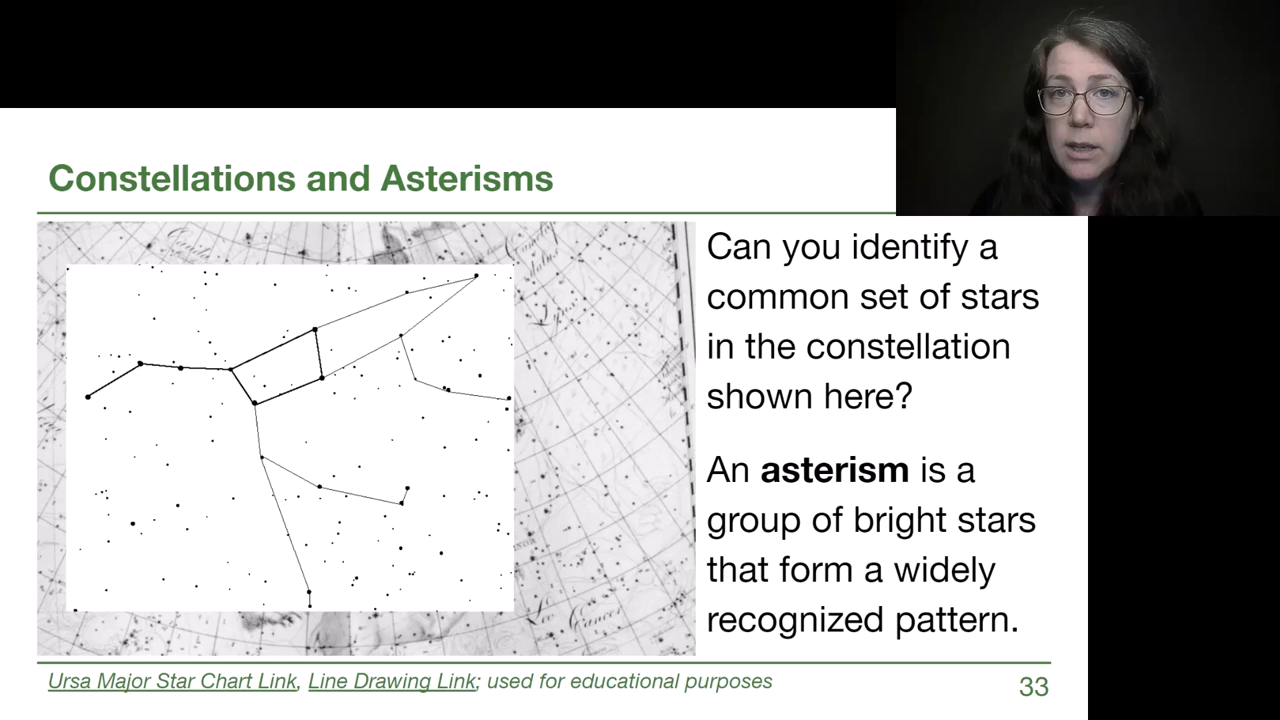 Constellations and Asterisms
Can you identify a
common set of stars
in the constellation
shown here?
An asterism is a
group of bright stars
that form a widely
recognized pattern.
Ursa Major Star Chart Link, Line Drawing Link; used for educational purposes
33